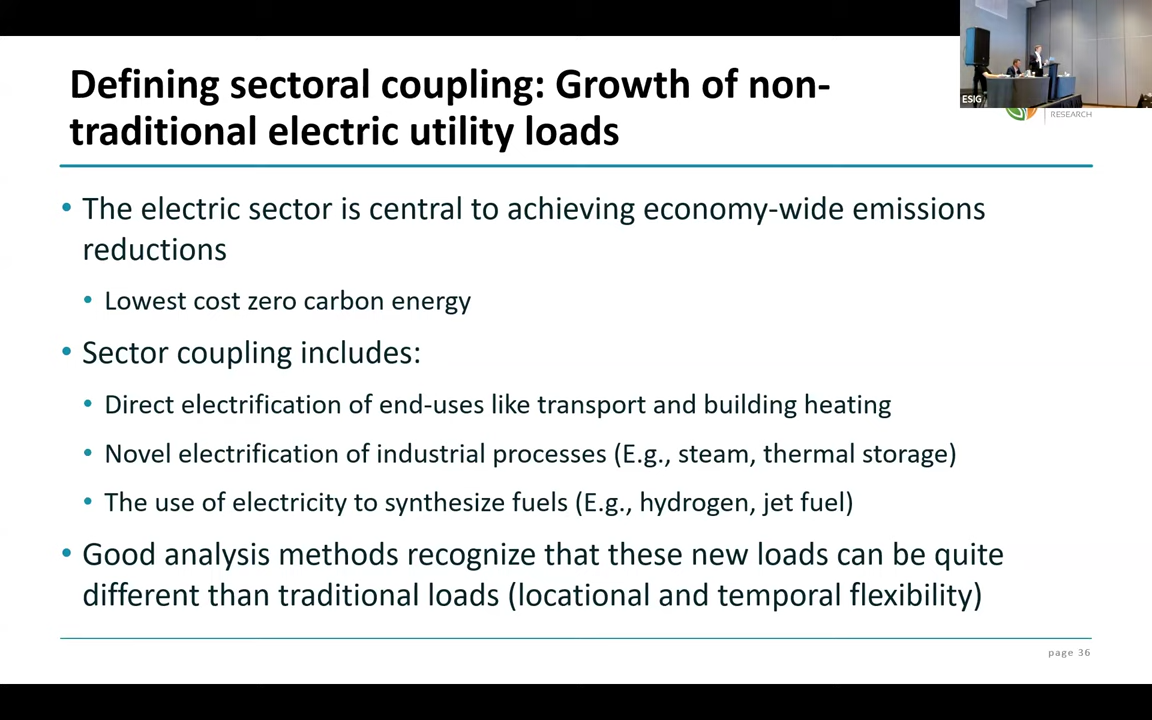 Defining sectoral coupling: Growth of non-
traditional electric utility loads
ESIG
RESEARCH
• The electric sector is central to achieving economy-wide emissions
reductions
• Lowest cost zero carbon energy
• Sector coupling includes:
• Direct electrification of end-uses like transport and building heating
• Novel electrification of industrial processes (E.g., steam, thermal storage)
• The use of electricity to synthesize fuels (E.g., hydrogen, jet fuel)
• Good analysis methods recognize that these new loads can be quite
different than traditional loads (locational and temporal flexibility)
page 36